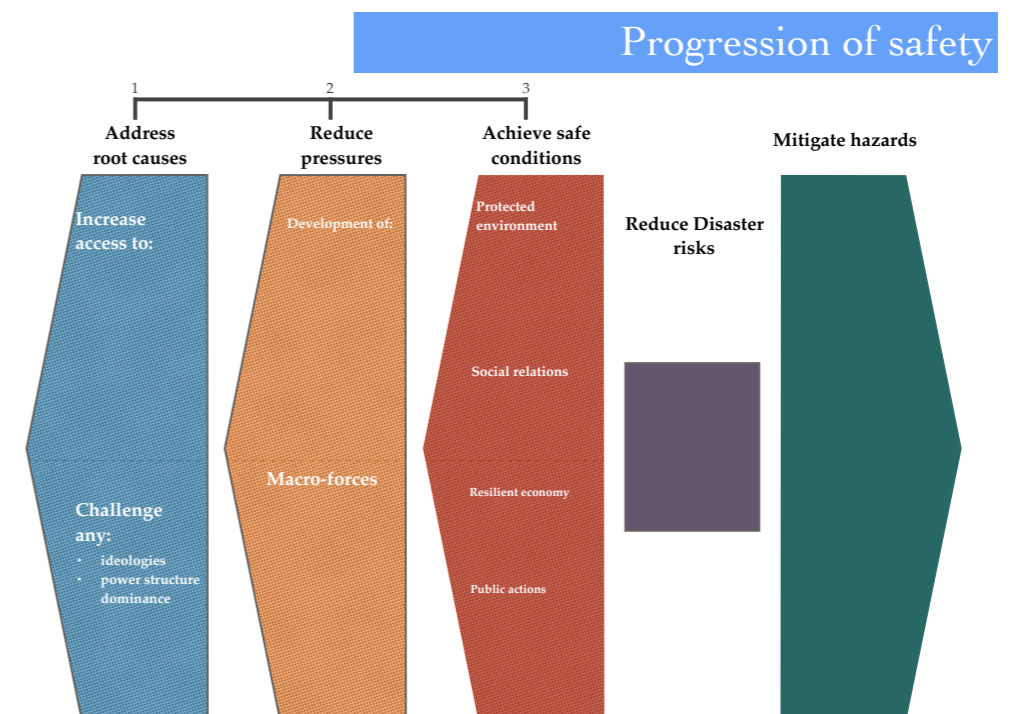 Progression of safety
1
2
3
Address
root causes
Reduce
pressures
Achieve safe
conditions
Mitigate hazards
Increase
access to:
Challenge
any:
• ideologies
• power structure
dominance
Development of:
Macro-forces
Protected
environment
Social relations
Resilient economy
Public actions
Reduce Disaster
risks